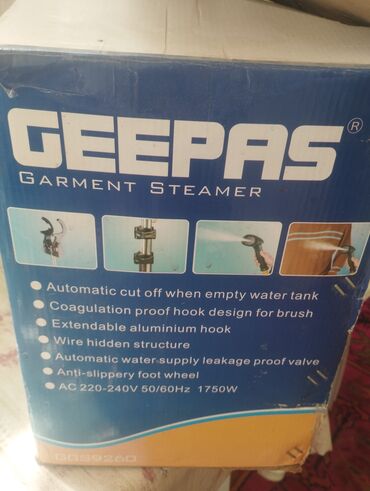 GEEPAS®
GARMENT STEAMER
● Automatic cut off when empty water tank
● Coagulation proof hook design for brush
● Extendable aluminium hook
● Wire hidden structure
● Automatic water supply leakage proof valve
● Anti-slippery foot wheel
● AC 220-240V 50/60Hz 1750W
GGS9260